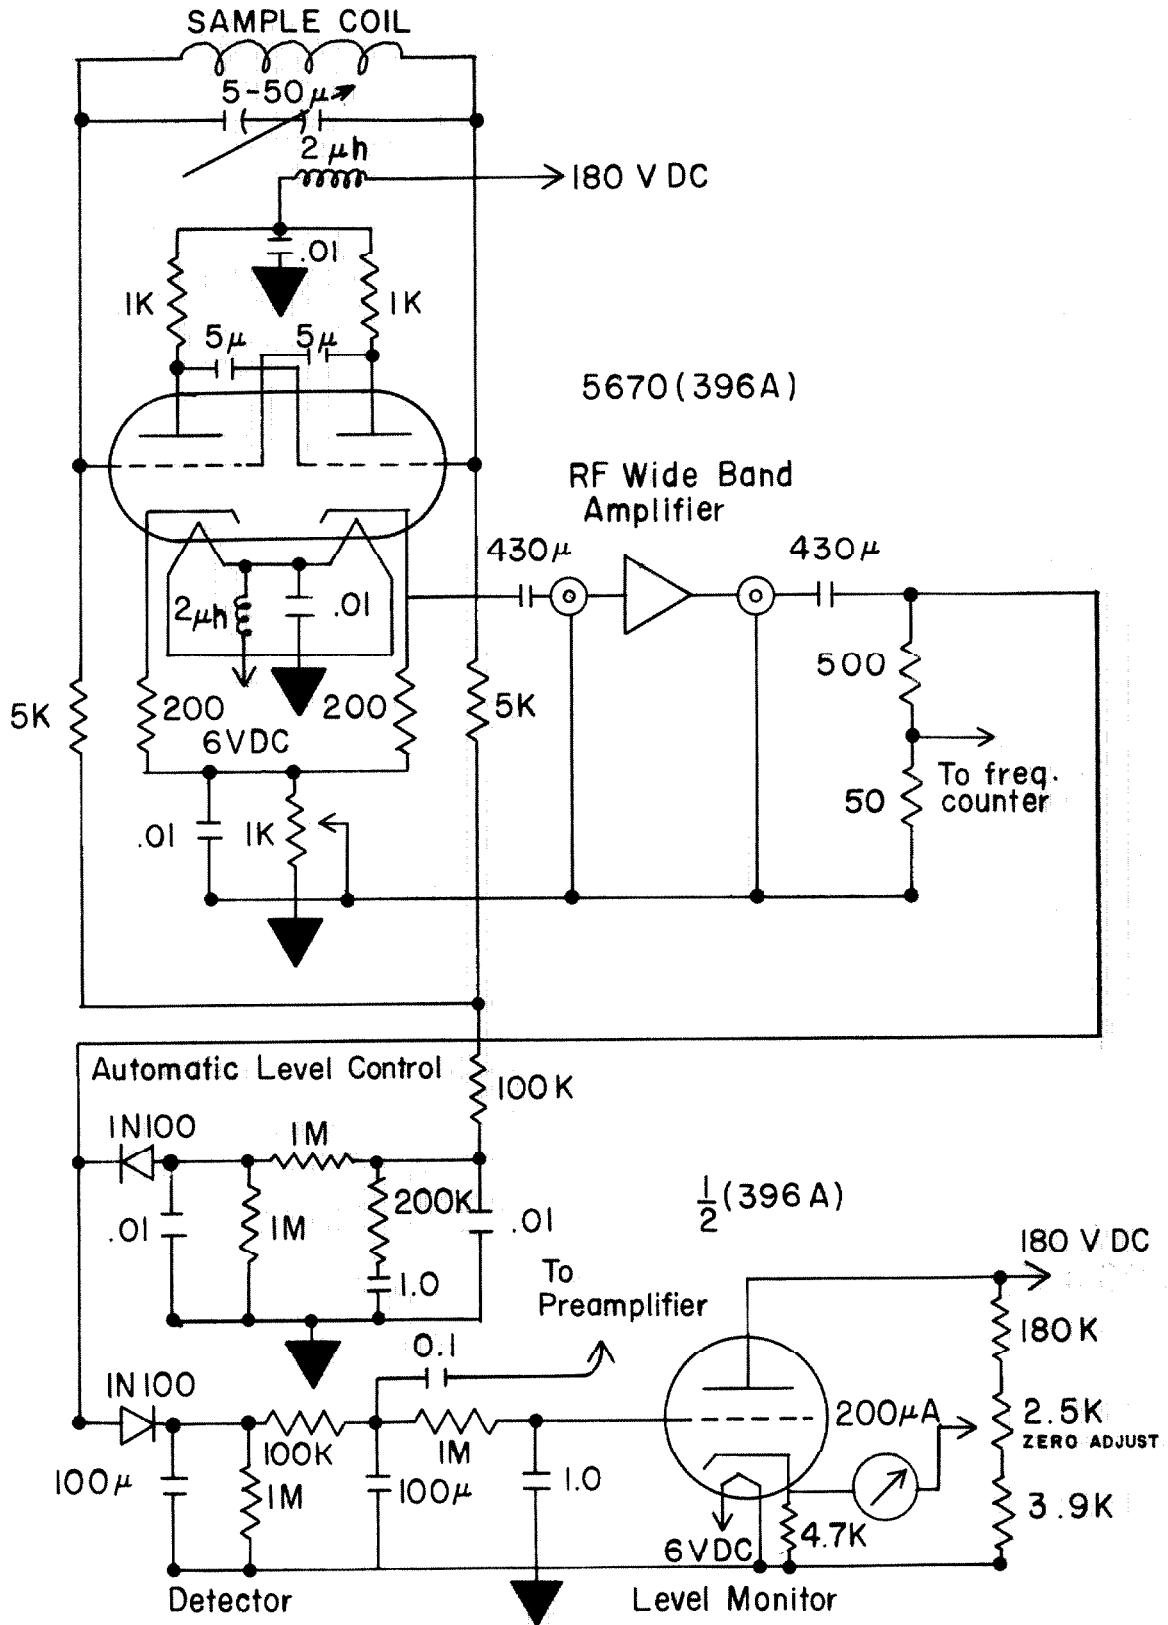 SAMPLE COIL
5-50 μ
2 μh
180 V DC
.01
1K
1K
5μ
5μ
5670 (396A)
RF Wide Band
Amplifier
430μ
430μ
2μh
.01
500
5K
200
200
5K
6VDC
To freq.
counter
50
.01
1K
Automatic Level Control
100K
1N100
1M
200K
1/2 (396A)
.01
1M
.01
180 V DC
1.0
To
Preamplifier
180K
0.1
1N100
200μA
2.5K
ZERO ADJUST
100K
1M
100μ
1M
100μ
1.0
3.9K
4.7K
6VDC
Detector
Level Monitor